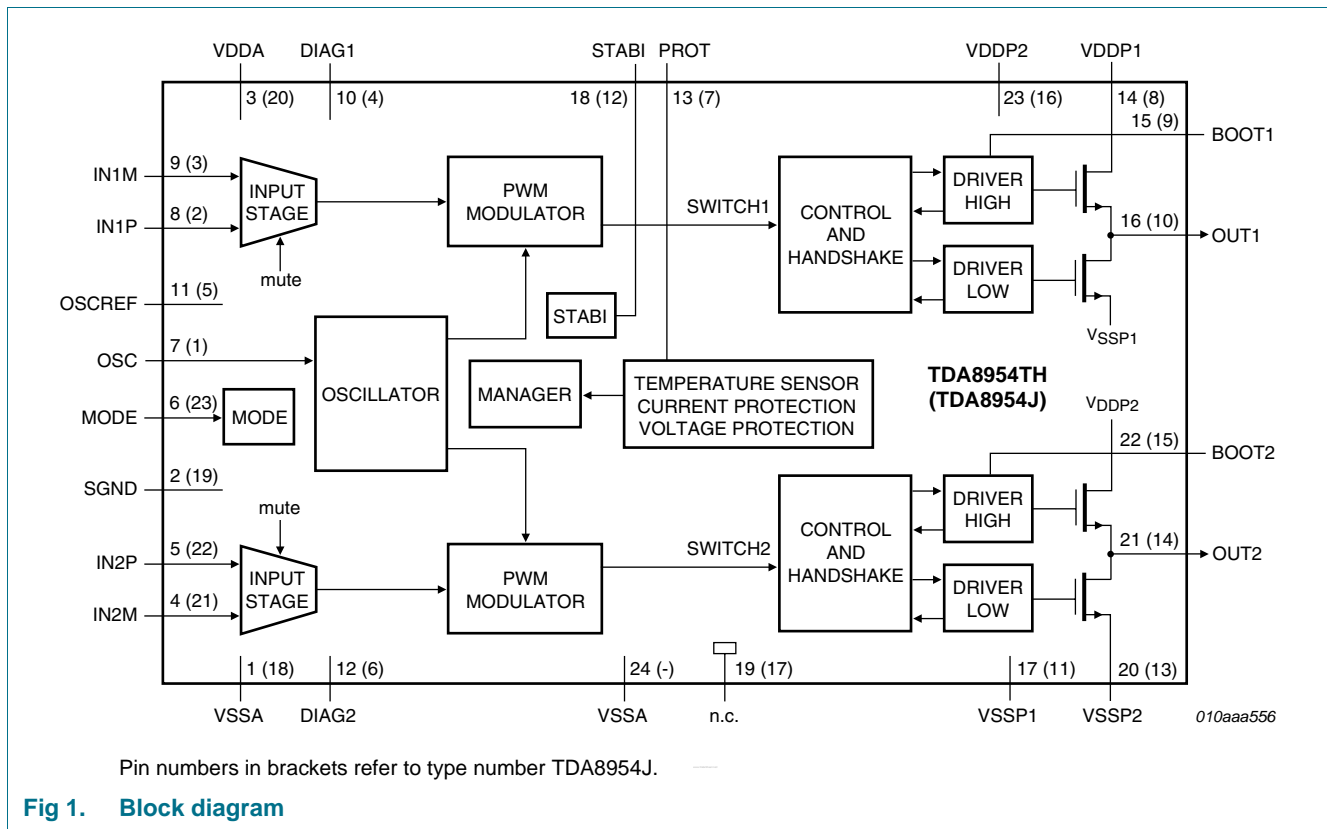 VDDA DIAG1 STABI PROT VDDP2 VDDP1
3 (20) 10 (4) 18 (12) 13 (7) 23 (16) 14 (8)
15 (9)
BOOT1
IN1M
9 (3)
IN1P
8 (2)
INPUT
STAGE
mute
PWM
MODULATOR
SWITCH1
CONTROL
AND
HANDSHAKE
DRIVER
HIGH
DRIVER
LOW
16 (10)
OUT1
VSSP1
OSCREF
11 (5)
OSC
7 (1)
MODE
6 (23)
MODE
OSCILLATOR
STABI
MANAGER
TEMPERATURE SENSOR
CURRENT PROTECTION
VOLTAGE PROTECTION
TDA8954TH
(TDA8954J)
VDDP2
22 (15)
BOOT2
SGND
2 (19)
mute
IN2P
5 (22)
IN2M
4 (21)
INPUT
STAGE
PWM
MODULATOR
SWITCH2
CONTROL
AND
HANDSHAKE
DRIVER
HIGH
DRIVER
LOW
21 (14)
OUT2
1 (18) 12 (6) 24 (-) 19 (17) 17 (11) 20 (13)
VSSA DIAG2 VSSA n.c. VSSP1 VSSP2
010aaa556
Pin numbers in brackets refer to type number TDA8954J.
Fig 1. Block diagram